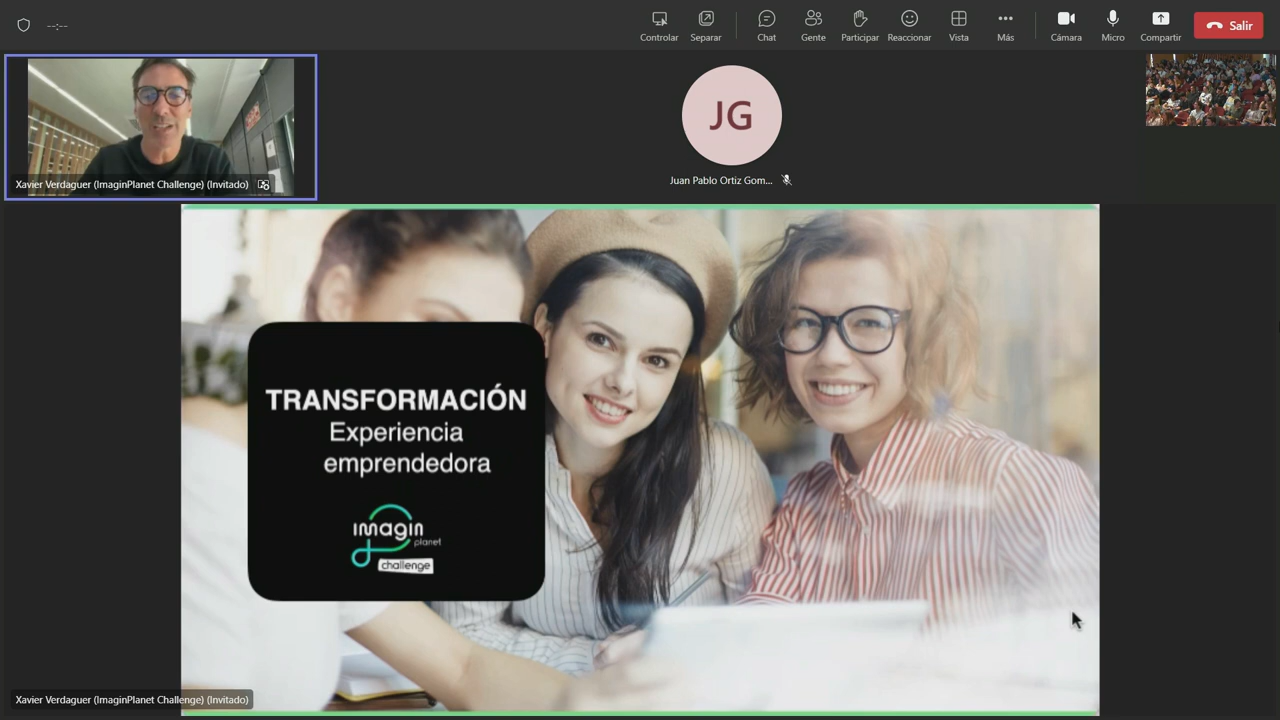 --:--
Controlar
Separar
Chat
Gente
Participar
Reaccionar
Vista
Más
Cámara
Micro
Compartir
Salir
Xavier Verdaguer (ImaginPlanet Challenge) (Invitado)
JG
Juan Pablo Ortiz Gom...
TRANSFORMACIÓN
Experiencia
emprendedora
imagin
planet
challenge
Xavier Verdaguer (ImaginPlanet Challenge) (Invitado)